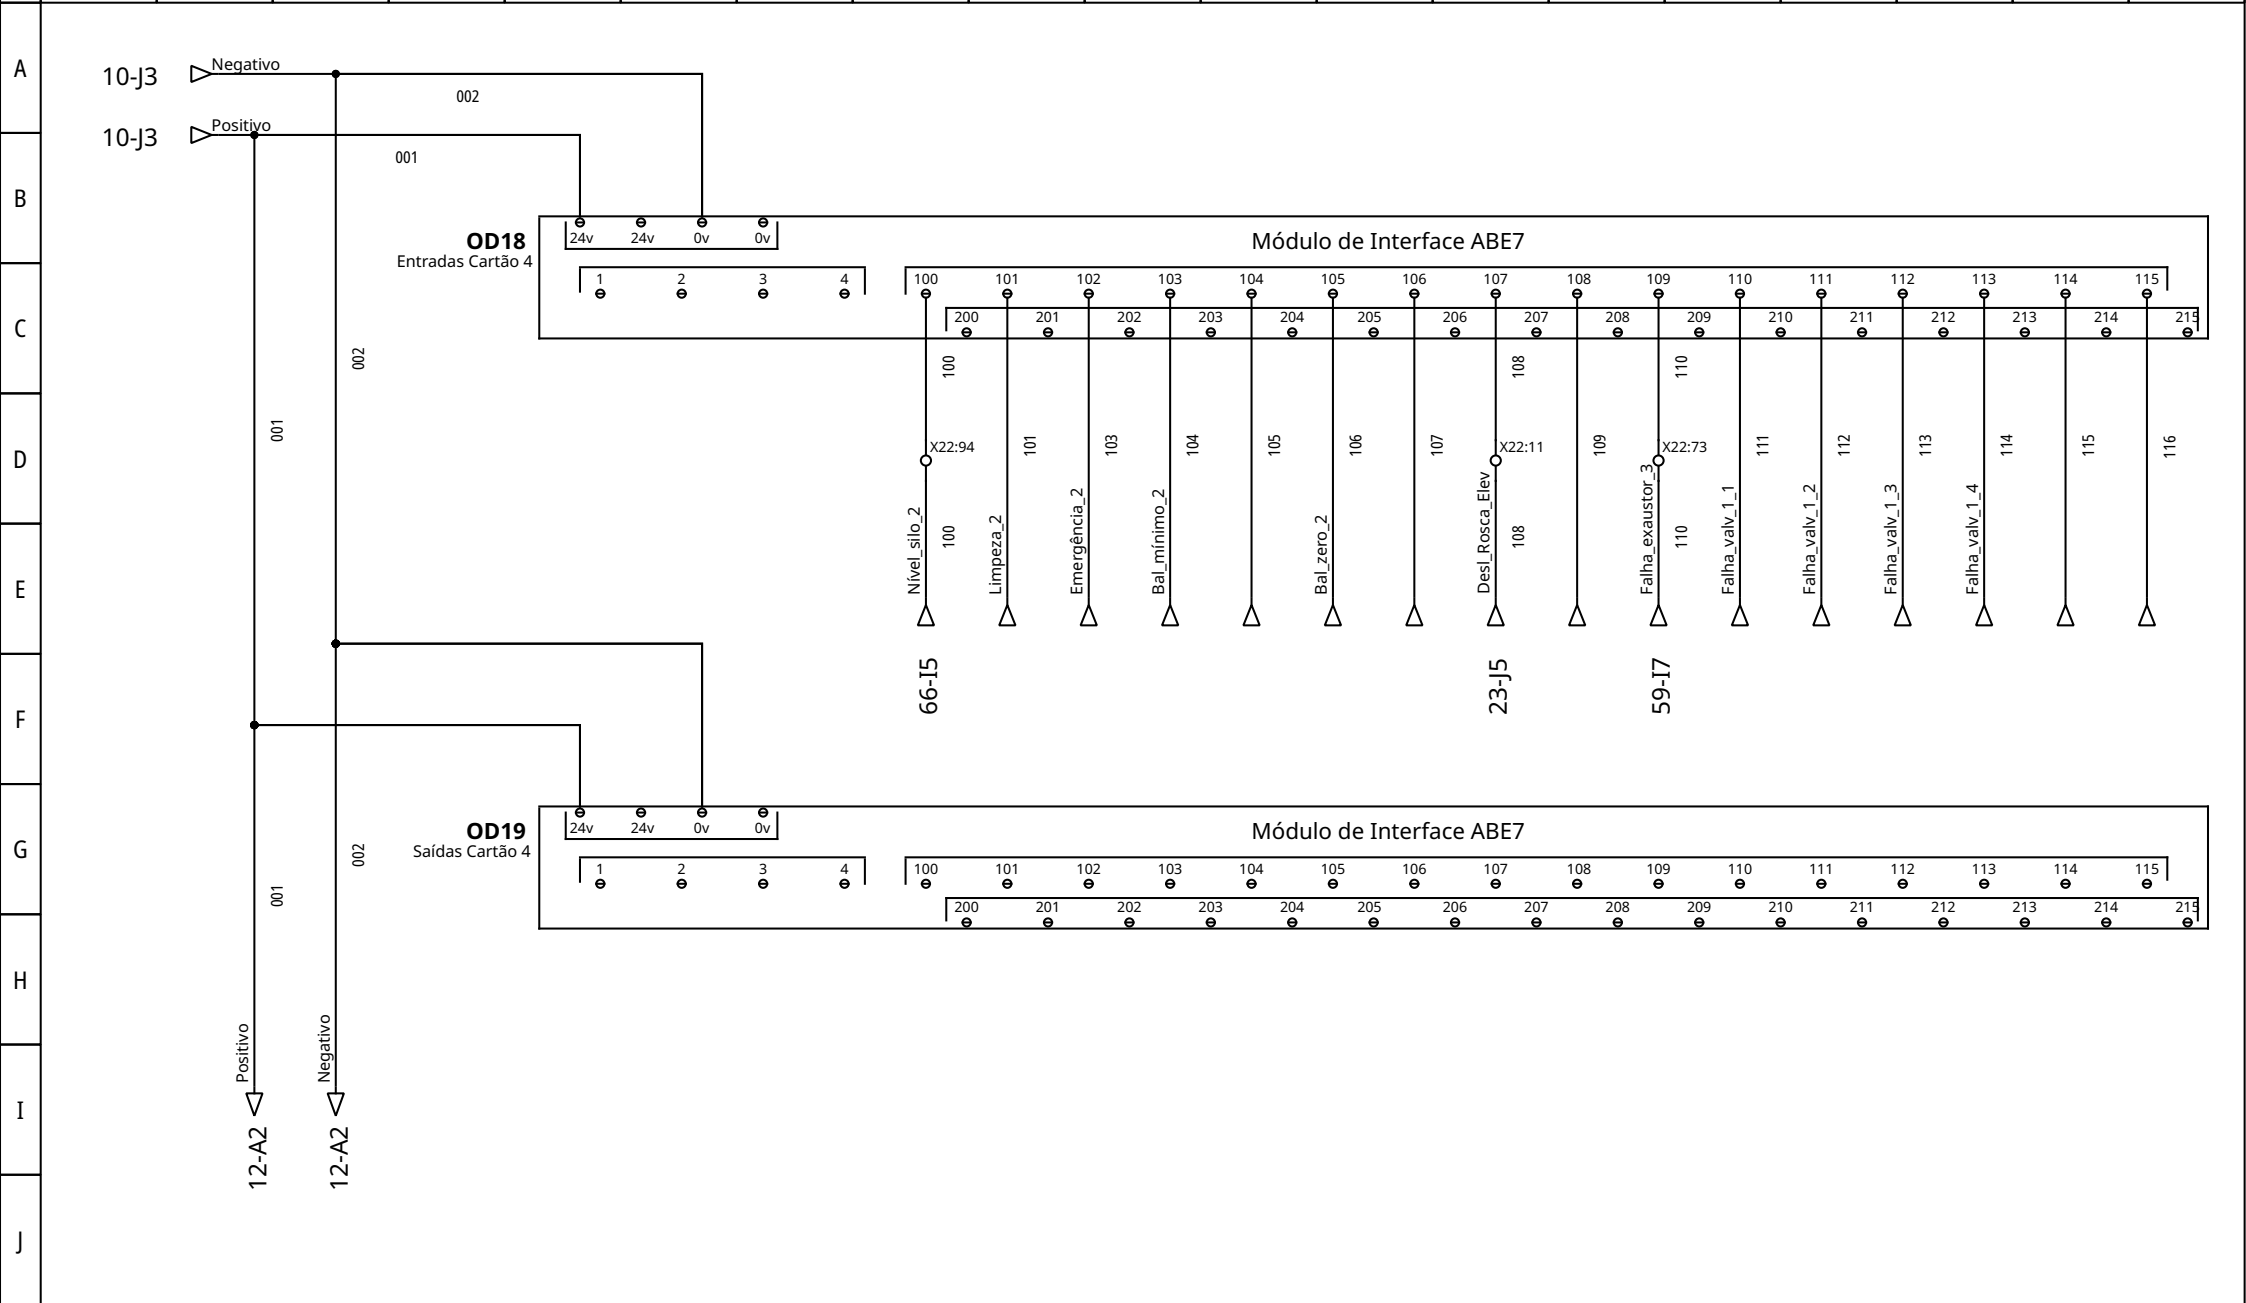 A
B
C
D
E
F
G
H
I
J
10-J3
Negativo
002
10-J3
Positivo
001
OD18
Entradas Cartão 4
24v 24v 0v 0v
Módulo de Interface ABE7
1 2 3 4
100 101 102 103 104 105 106 107 108 109 110 111 112 113 114 115
200 201 202 203 204 205 206 207 208 209 210 211 212 213 214 215
002
001
100 108 110
X22:94 X22:11 X22:73
101 103 104 105 106 107 109 111 112 113 114 115 116
Nível_silo_2
100
Limpeza_2
Emergência_2
Bal_mínimo_2
Bal_zero_2
Desl_Rosca_Elev
108
Falha_exaustor_3
110
Falha_valv_1_1
Falha_valv_1_2
Falha_valv_1_3
Falha_valv_1_4
66-I5
23-J5
59-I7
OD19
Saídas Cartão 4
24v 24v 0v 0v
Módulo de Interface ABE7
1 2 3 4
100 101 102 103 104 105 106 107 108 109 110 111 112 113 114 115
200 201 202 203 204 205 206 207 208 209 210 211 212 213 214 215
002
001
Positivo
Negativo
12-A2
12-A2